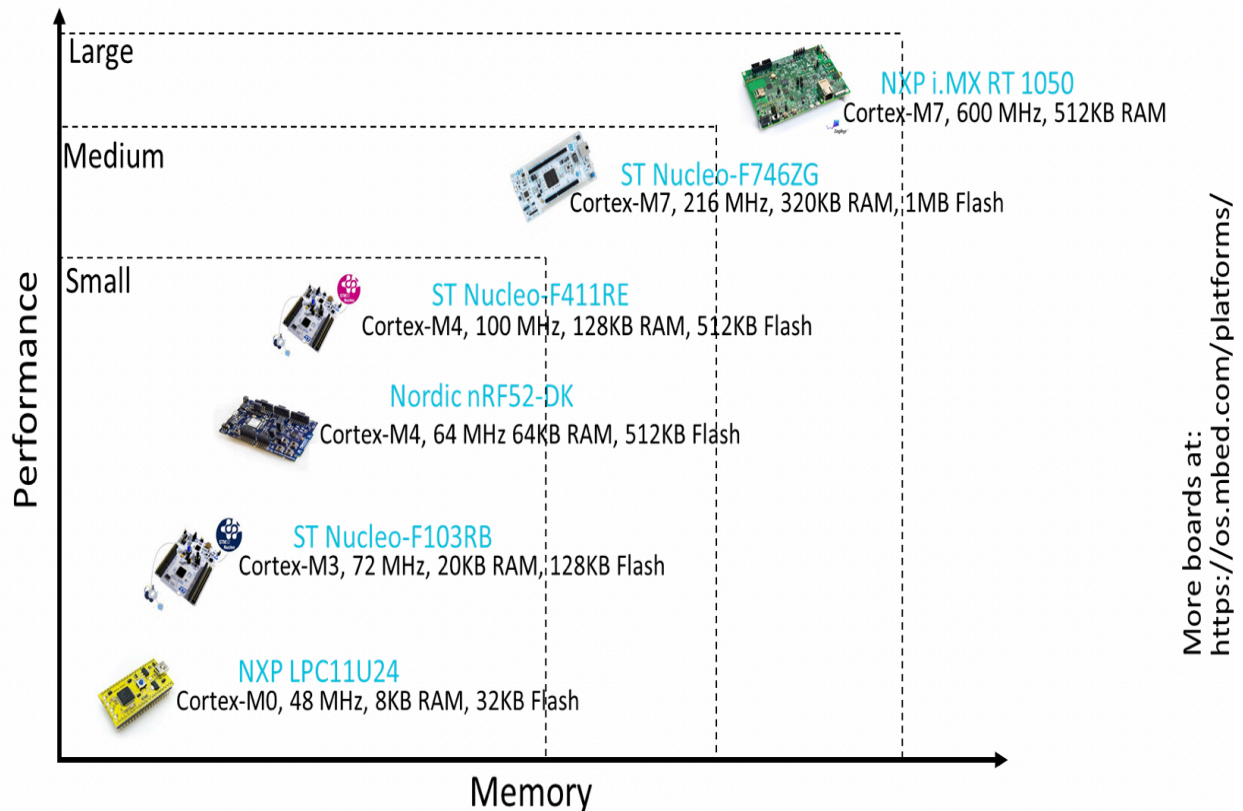 Large
NXP i.MX RT 1050
Cortex-M7, 600 MHz, 512KB RAM
Medium
ST Nucleo-F746ZG
Cortex-M7, 216 MHz, 320KB RAM, 1MB Flash
Small
ST Nucleo-F411RE
Cortex-M4, 100 MHz, 128KB RAM, 512KB Flash
Nordic nRF52-DK
Cortex-M4, 64 MHz 64KB RAM, 512KB Flash
ST Nucleo-F103RB
Cortex-M3, 72 MHz, 20KB RAM, 128KB Flash
NXP LPC11U24
Cortex-M0, 48 MHz, 8KB RAM, 32KB Flash
Performance
Memory
More boards at:
https://os.mbed.com/platforms/